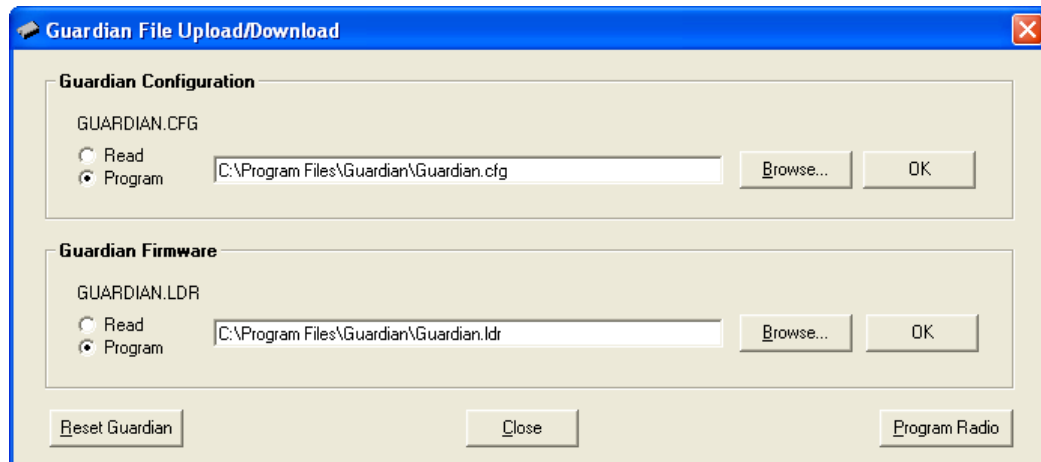 Guardian File Upload/Download
Guardian Configuration
GUARDIAN.CFG
Read
Program
C:\Program Files\Guardian\Guardian.cfg
Browse...
OK
Guardian Firmware
GUARDIAN.LDR
Read
Program
C:\Program Files\Guardian\Guardian.ldr
Browse...
OK
Reset Guardian
Close
Program Radio